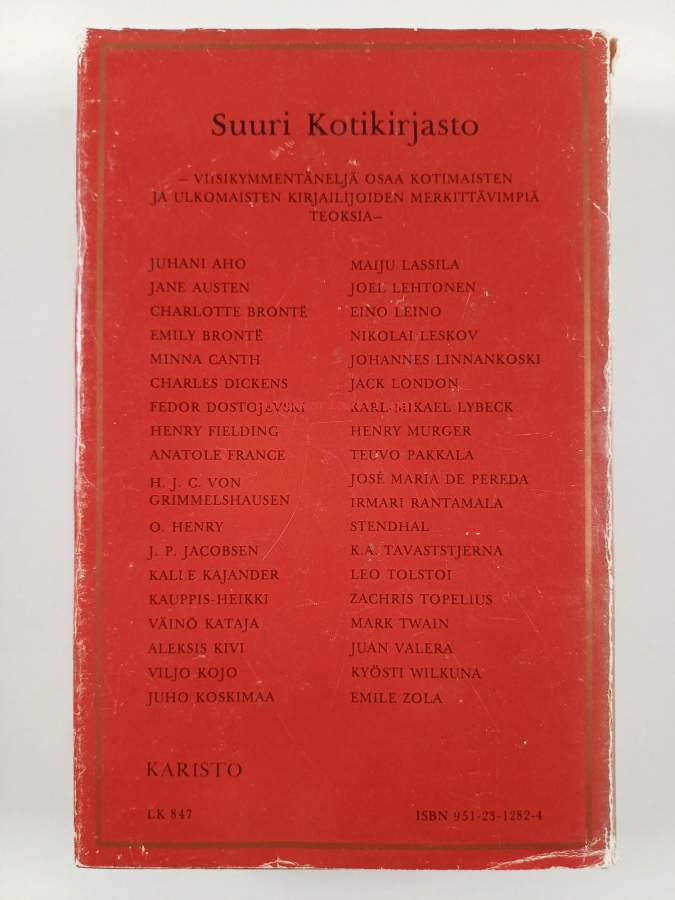 Suuri Kotikirjasto
– VIISIKYMMENTÄNELJÄ OSAA KOTIMAISTEN
JA ULKOMAISTEN KIRJAILIJOIDEN MERKITTÄVIMPIÄ
TEOKSIA–
JUHANI AHO
JANE AUSTEN
CHARLOTTE BRONTË
EMILY BRONTË
MINNA CANTH
CHARLES DICKENS
FEDOR DOSTOJEVSKI
HENRY FIELDING
ANATOLE FRANCE
H. J. C. VON
GRIMMELSHAUSEN
O. HENRY
J. P. JACOBSEN
KALLE KAJANDER
KAUPPIS-HEIKKI
VÄINÖ KATAJA
ALEKSIS KIVI
VILJO KOJO
JUHO KOSKIMAA
MAIJU LASSILA
JOEL LEHTONEN
EINO LEINO
NIKOLAI LESKOV
JOHANNES LINNANKOSKI
JACK LONDON
KARL-MIKAEL LYBECK
HENRY MURGER
TEUVO PAKKALA
JOSÉ MARIA DE PEREDA
IRMARI RANTAMALA
STENDHAL
K.A. TAVASTSTJERNA
LEO TOLSTOI
ZACHRIS TOPELIUS
MARK TWAIN
JUAN VALERA
KYÖSTI WILKUNA
EMILE ZOLA
KARISTO
LK 847
ISBN 951-23-1282-4